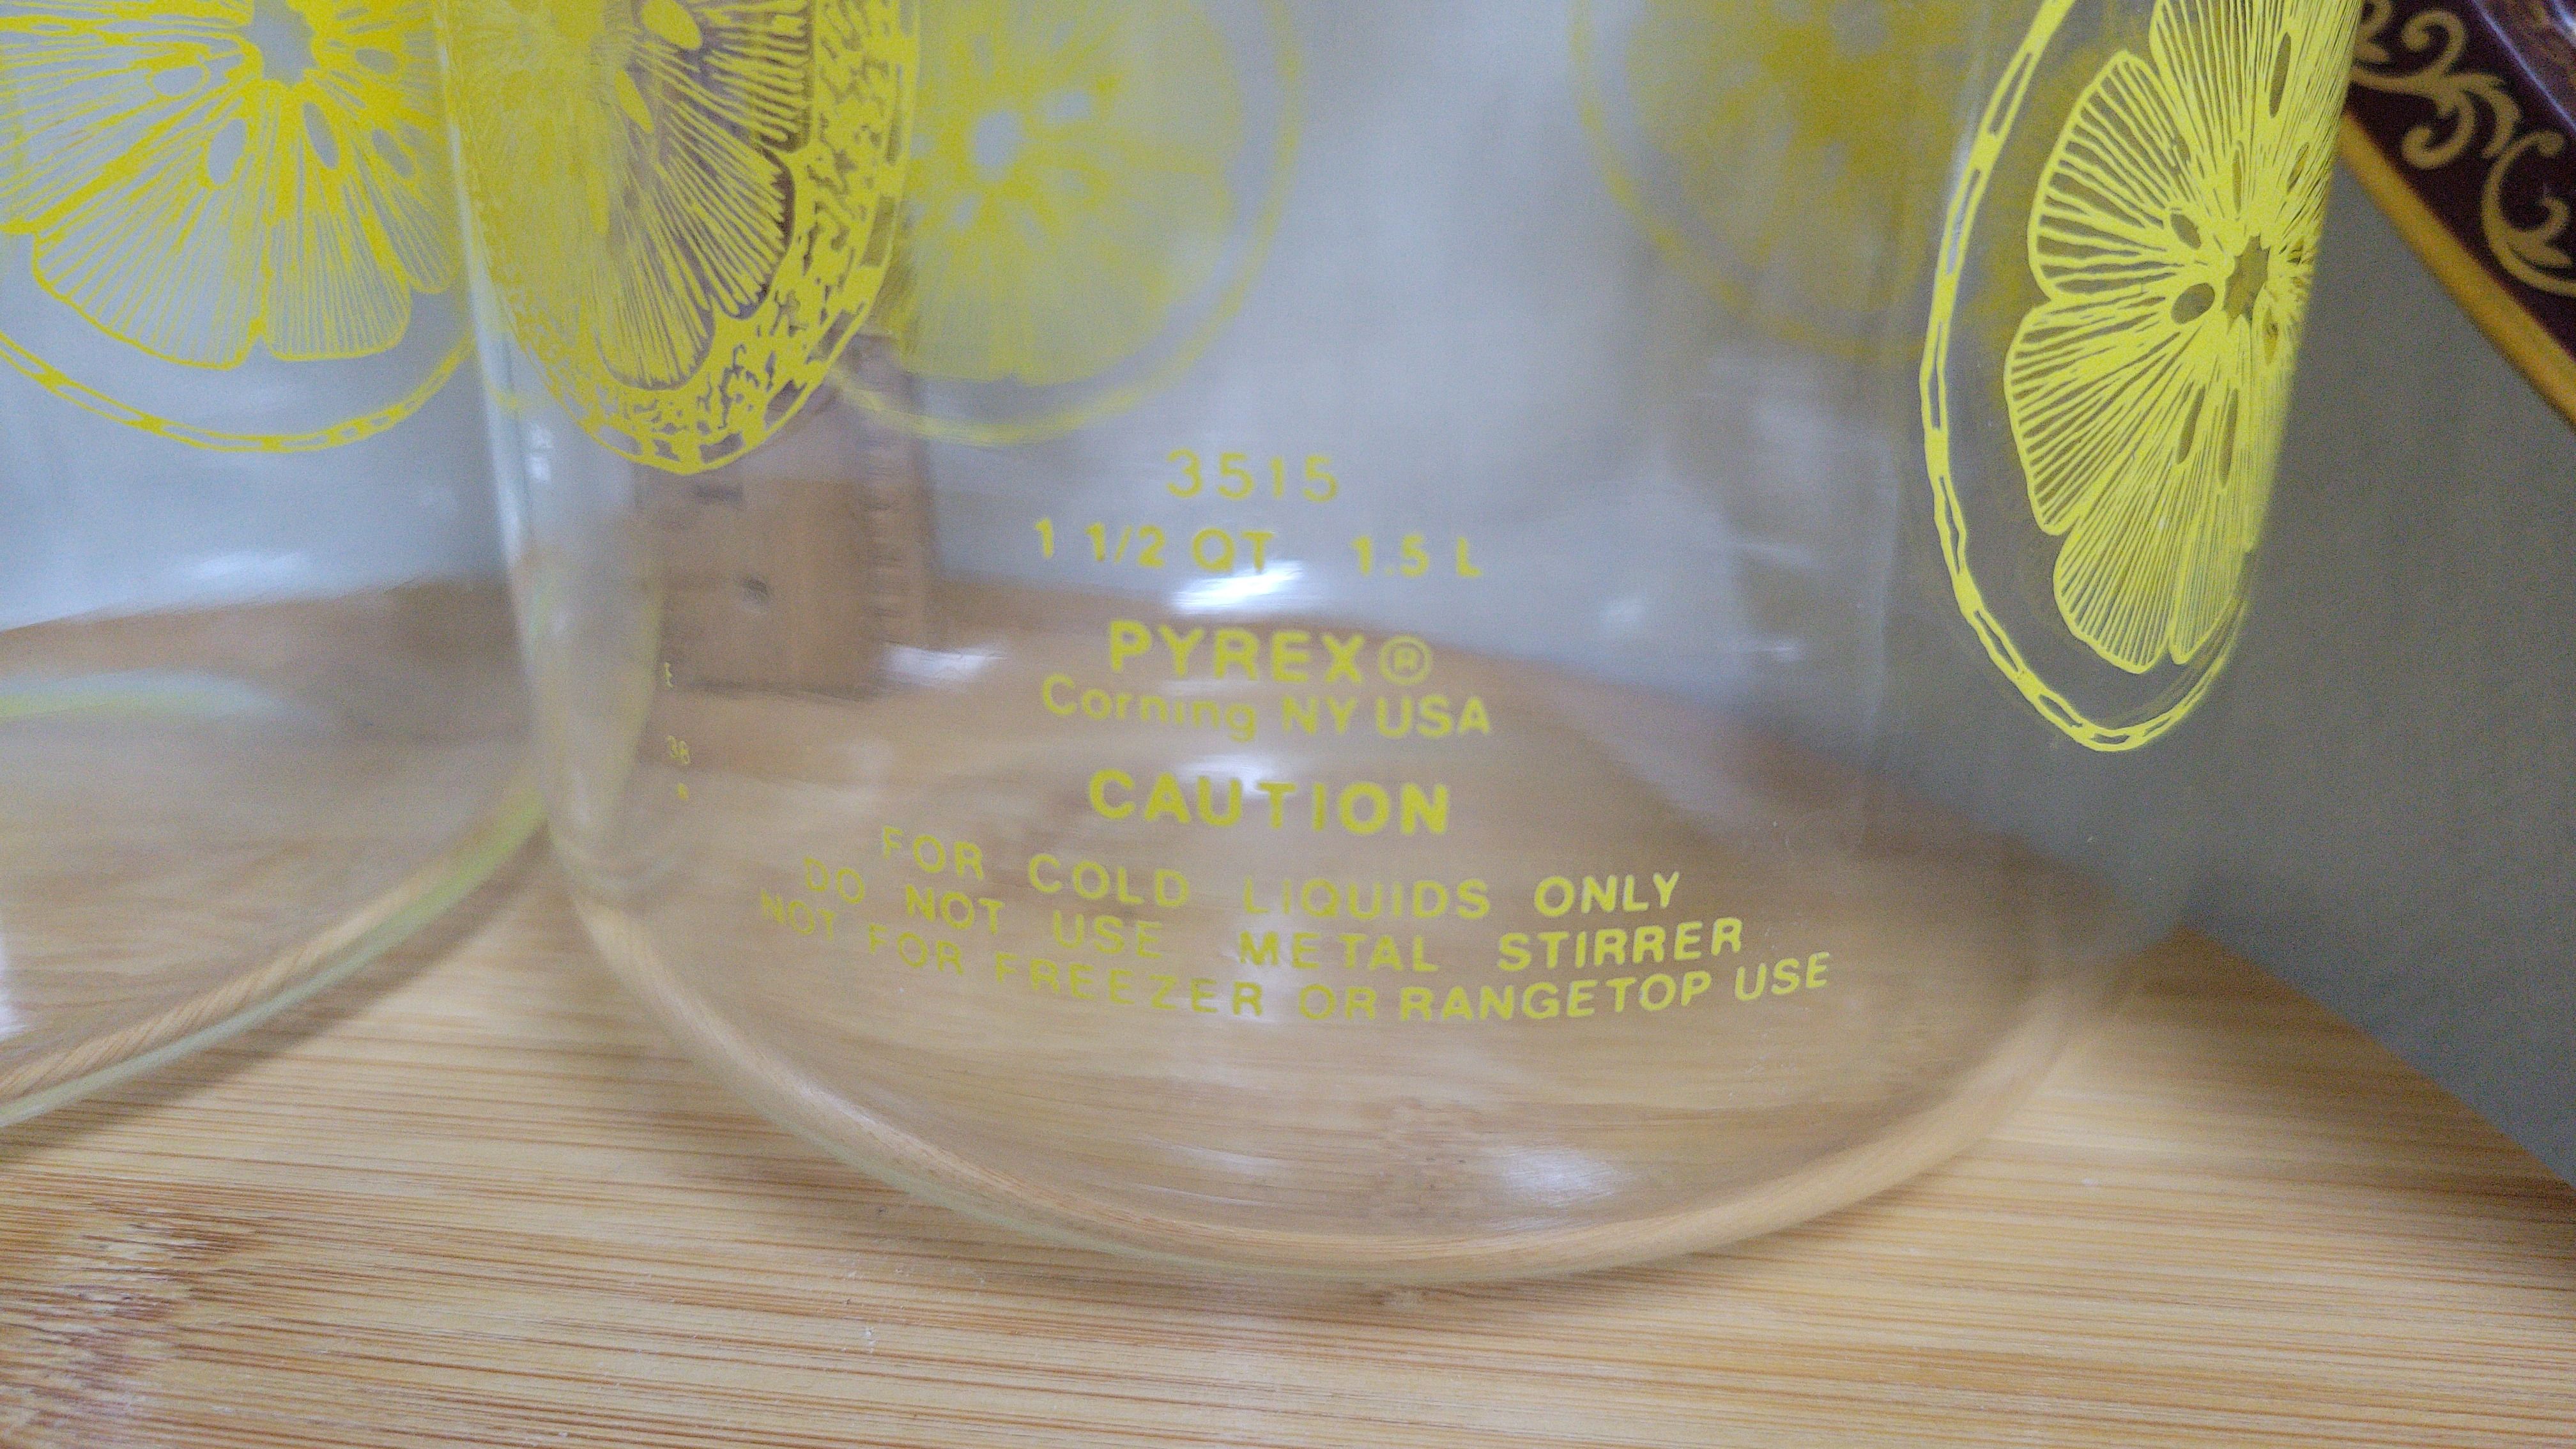 3515
1 1/2 QT 1.5 L
PYREX®
Corning NY USA
CAUTION
FOR COLD LIQUIDS ONLY
DO NOT USE METAL STIRRER
NOT FOR FREEZER OR RANGETOP USE